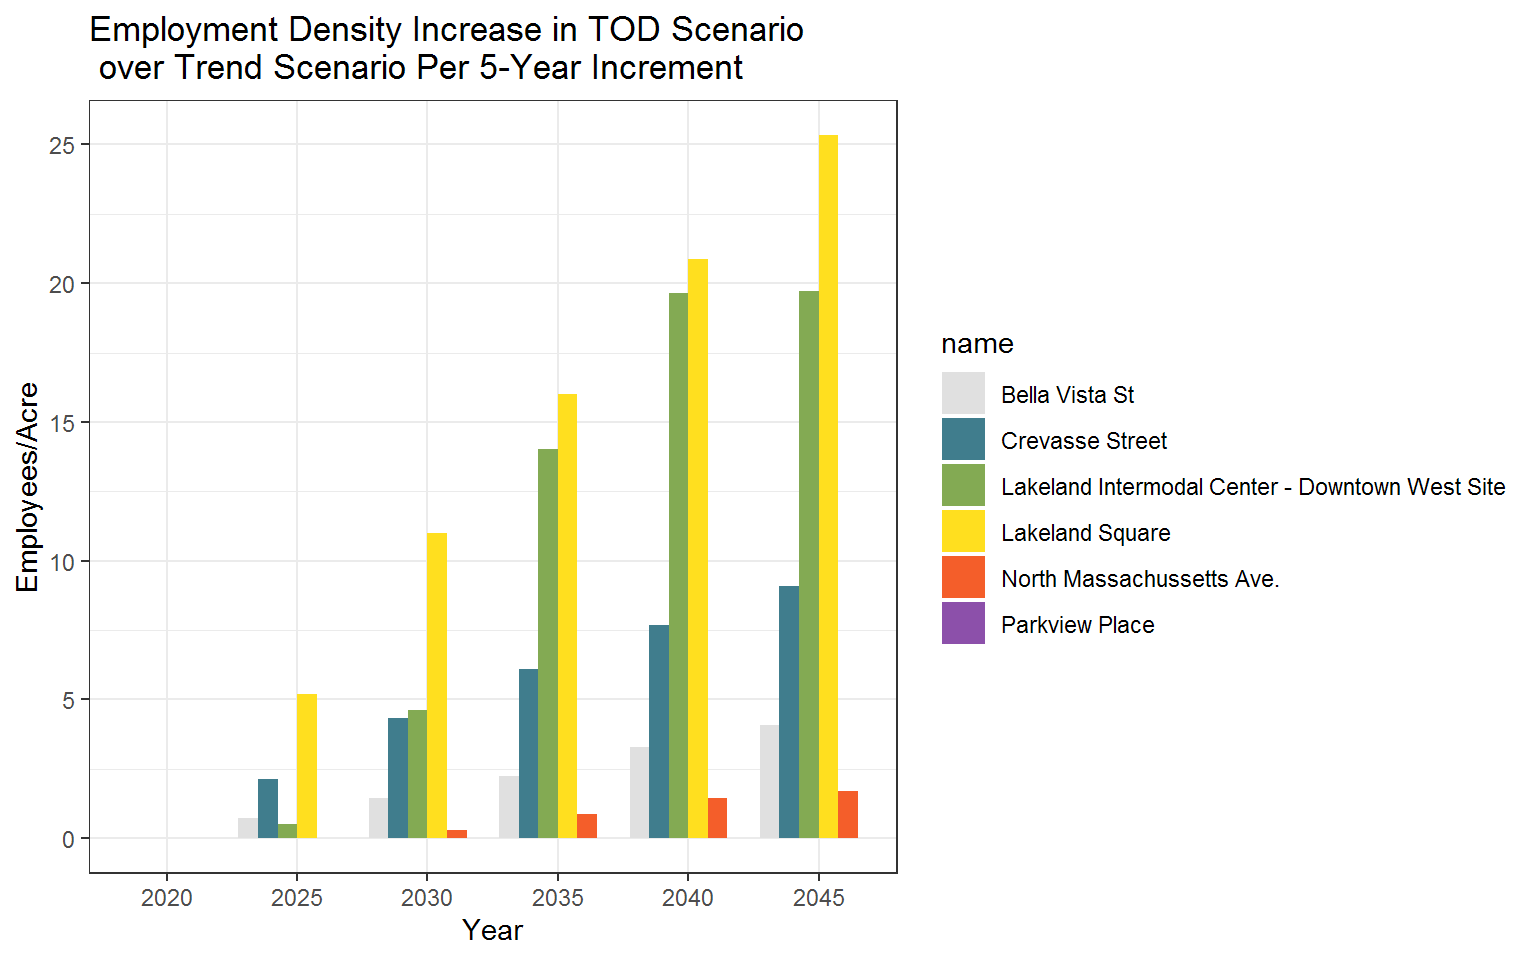 Employment Density Increase in TOD Scenario
over Trend Scenario Per 5-Year Increment
Employees/Acre
25
20
15
10
5
0
2020 2025 2030 2035 2040 2045
Year
name
Bella Vista St
Crevasse Street
Lakeland Intermodal Center - Downtown West Site
Lakeland Square
North Massachussetts Ave.
Parkview Place